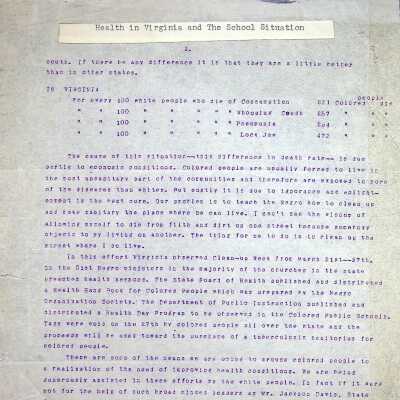 Health in Virginia and The School Situation
2.
south. If there be any difference it is that they are a little better
than in other states.
IN VIRGINIA
For every 100 white people who die of Consumption 221 Colored people die
" " 100 " " " " " Whooping Cough 257 " " "
" " 100 " " " " " Pneumonia " " "
" " 100 " " " " " Lock Jaw 472 " " "
The cause of this situation--this difference in death rate-- is due
partly to economic conditions. Colored people are usually forced to live in
the most unsanitary part of the communities and therefore are exposed to more
of the diseases than whites. But mostly it is due to ignorance and
except in the best ours. Our problem is to teach the Negro how to clean up
and keep sanitary the place where he can live. I can't see the wisdom of
allowing myself to die from filth and dirt on one street because somebody
objects to my living on another. The thing for me to do is to clean up the
street where I do live.
In this effort Virginia observed Clean-up Week from March 21st--27th.
On the 21st Negro ministers in the majority of the churches in the state
preached health sermons. The State Board of Health published and distributed
a Health Hand Book for Colored People which was prepared by the Negro
Organization Society. The Department of Public Instruction published and
distributed a Health Day Program to be observed in the Colored Public Schools.
Tags were sold on the 27th by colored people all over the state and the
proceeds will be used toward the purchase of a tuberculosis sanitorium for
colored people.
These are some of the means we are using to arouse colored people to
a realization of the need of improving health conditions. We are being
generously assisted in these efforts by the white people. In fact if it were
not for the help of such broad minded leaders as Mr. Jackson Davis, State